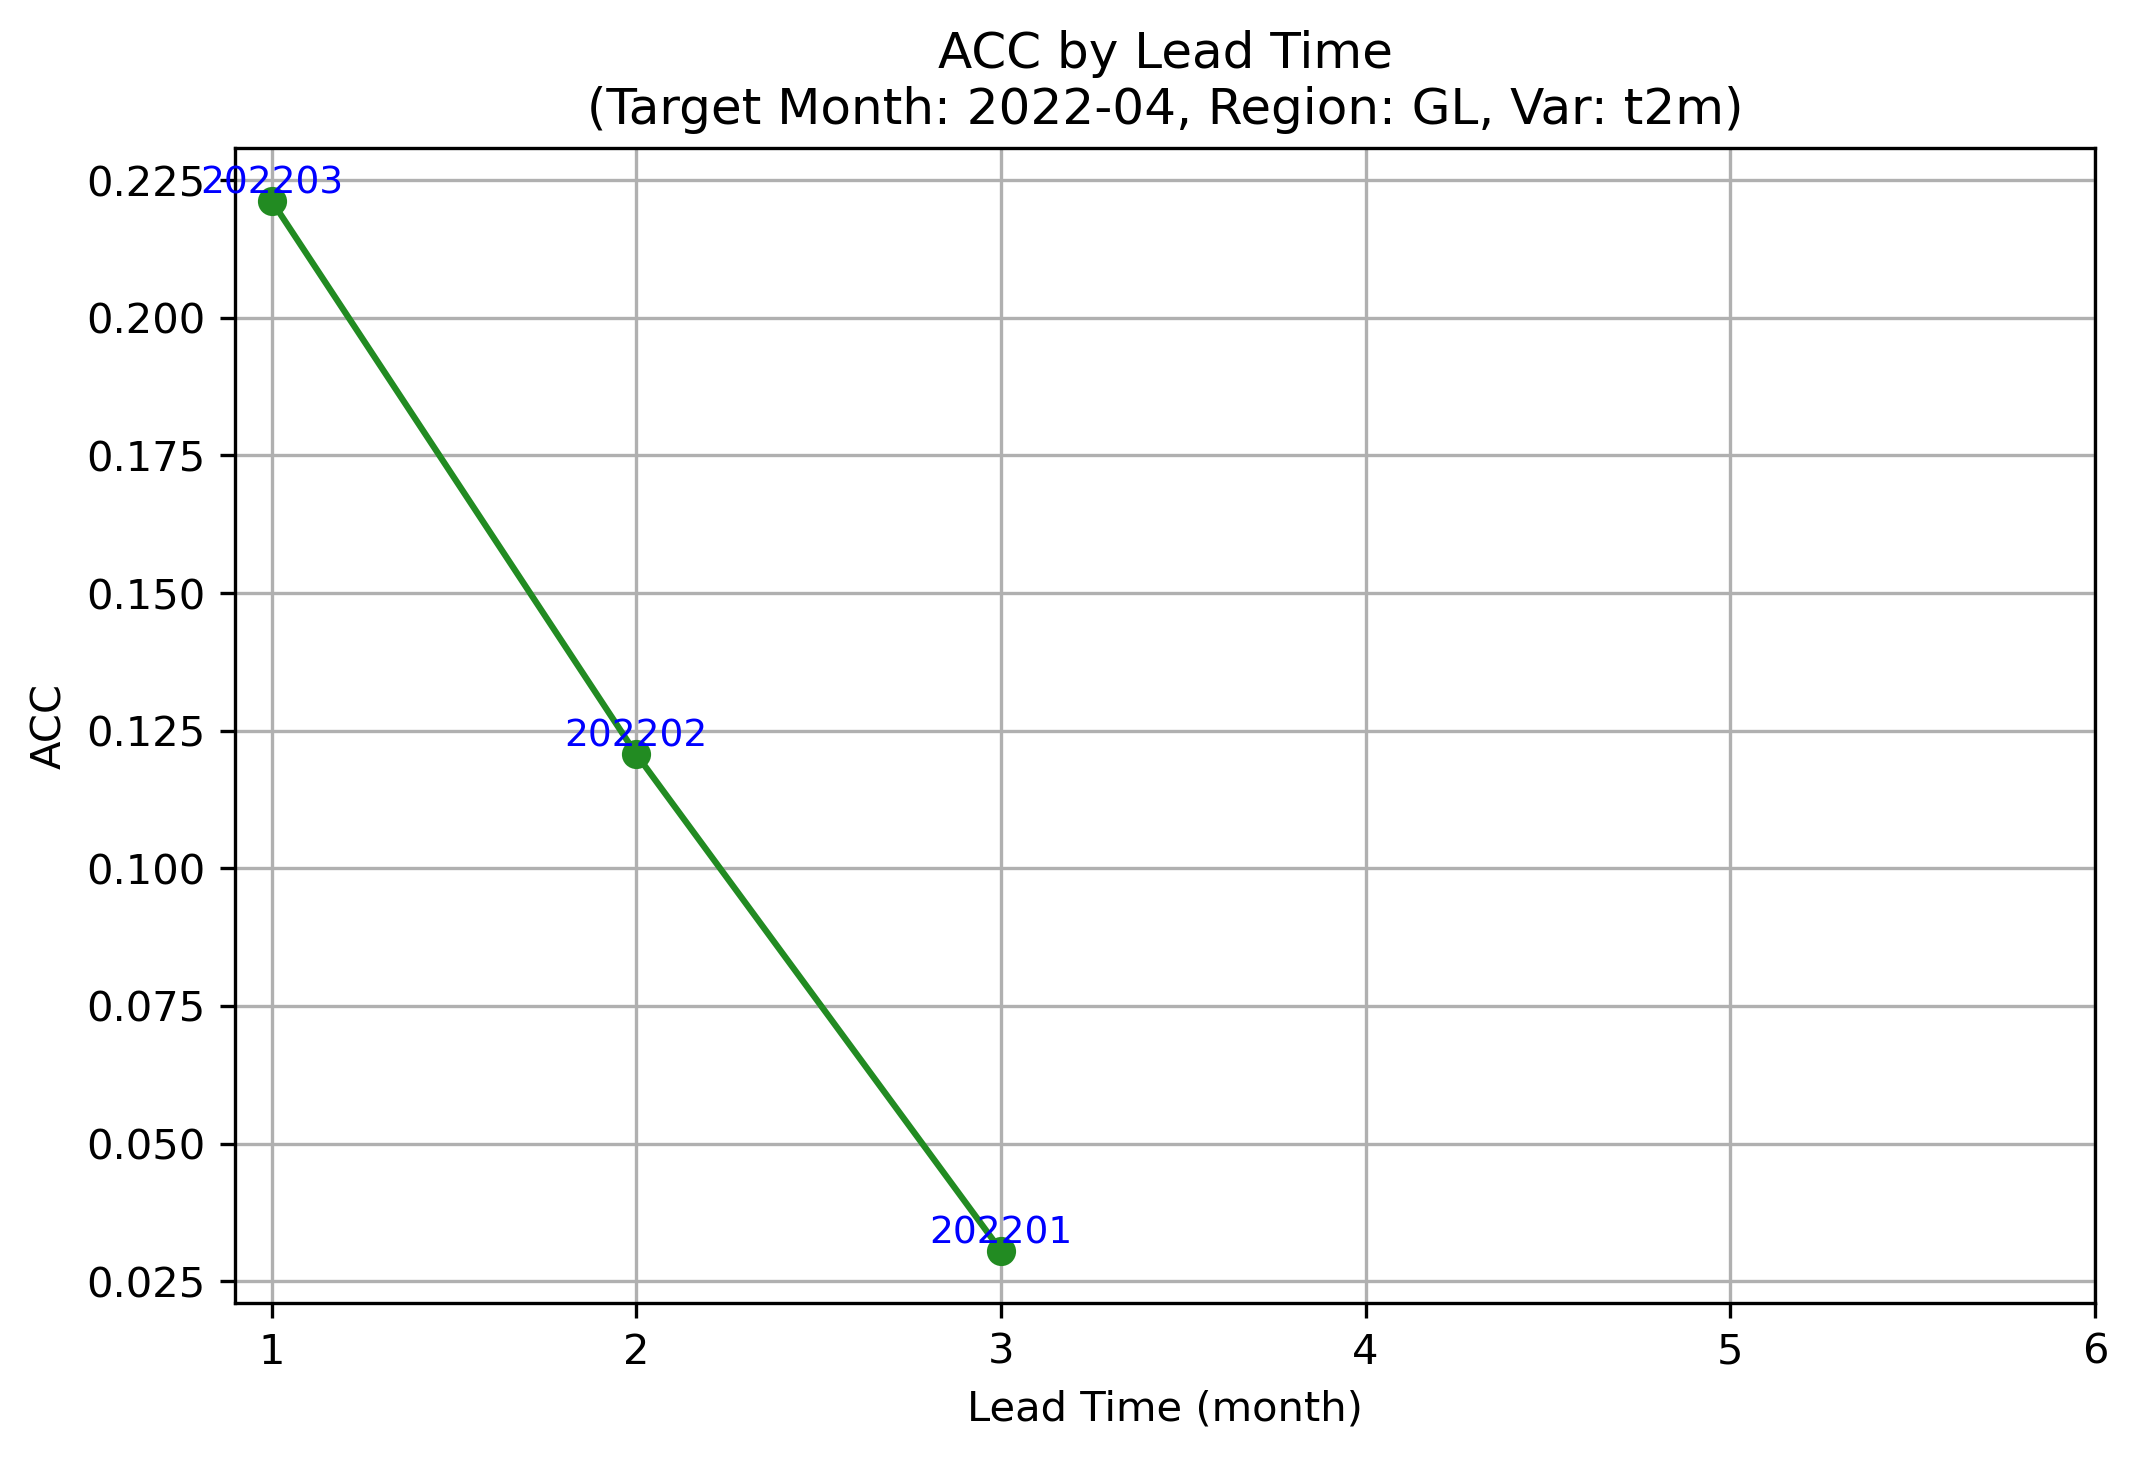 ACC by Lead Time
(Target Month: 2022-04, Region: GL, Var: t2m)
ACC
0.225
0.200
0.175
0.150
0.125
0.100
0.075
0.050
0.025
202203
202202
202201
1 2 3 4 5 6
Lead Time (month)